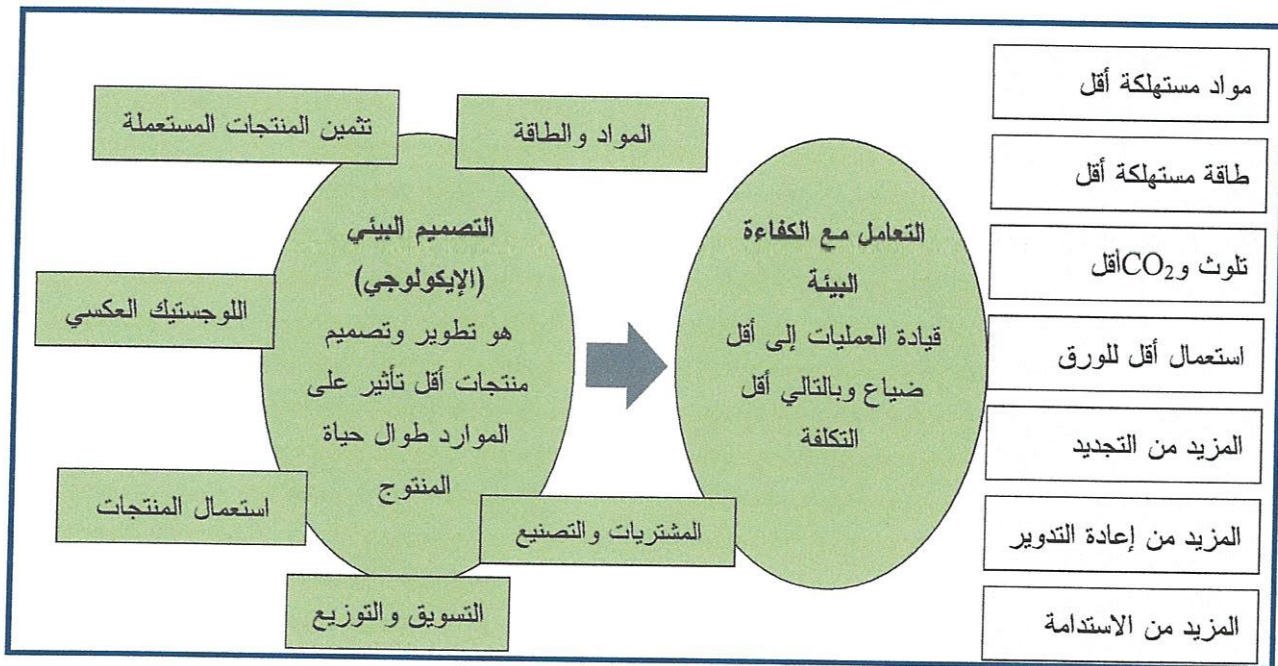 تثمين المنتجات المستعملة
المواد والطاقة
اللوجستيك العكسي
استعمال المنتجات
التسويق والتوزيع
المشتريات والتصنيع
التصميم البيئي
(الإيكولوجي)
هو تطوير وتصميم
منتجات أقل تأثير على
الموارد طوال حياة
المنتوج
التعامل مع الكفاءة
البيئة
قيادة العمليات إلى أقل
ضياع وبالتالي أقل
التكلفة
مواد مستهلكة أقل
طاقة مستهلكة أقل
تلوث وCO₂أقل
استعمال أقل للورق
المزيد من التجديد
المزيد من إعادة التدوير
المزيد من الاستدامة